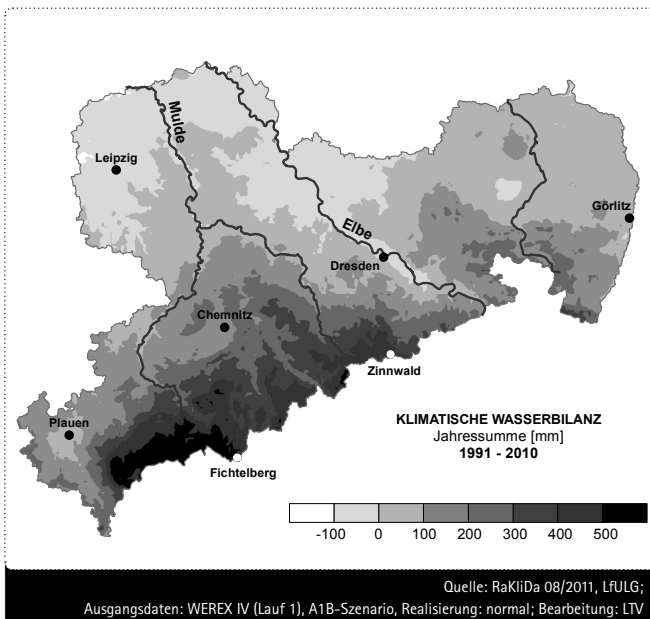 Mulde
Leipzig
Görlitz
Elbe
Dresden
Chemnitz
Zinnwald
Plauen
Fichtelberg
KLIMATISCHE WASSERBILANZ
Jahressumme [mm]
1991 - 2010
-100 0 100 200 300 400 500
Quelle: RaKliDa 08/2011, LfULG;
Ausgangsdaten: WEREX IV (Lauf 1), A1B-Szenario, Realisierung: normal; Bearbeitung: LTV